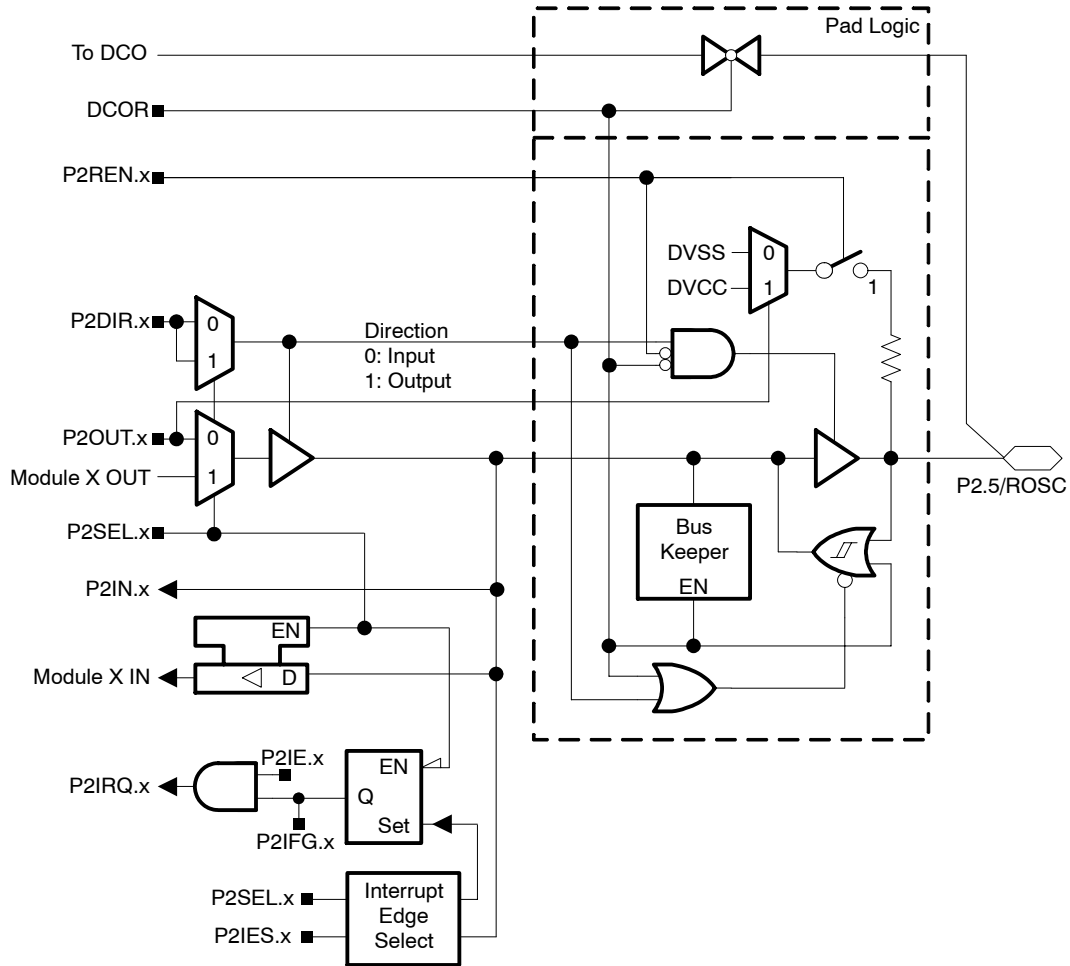 Pad Logic
To DCO
DCOR
P2REN.x
DVSS
0
DVCC
1
1
P2DIR.x
0
1
Direction
0: Input
1: Output
P2OUT.x
0
Module X OUT
1
P2.5/ROSC
P2SEL.x
Bus
Keeper
EN
P2IN.x
EN
Module X IN
D
P2IE.x
EN
P2IRQ.x
Q
Set
P2IFG.x
P2SEL.x
Interrupt
Edge
Select
P2IES.x